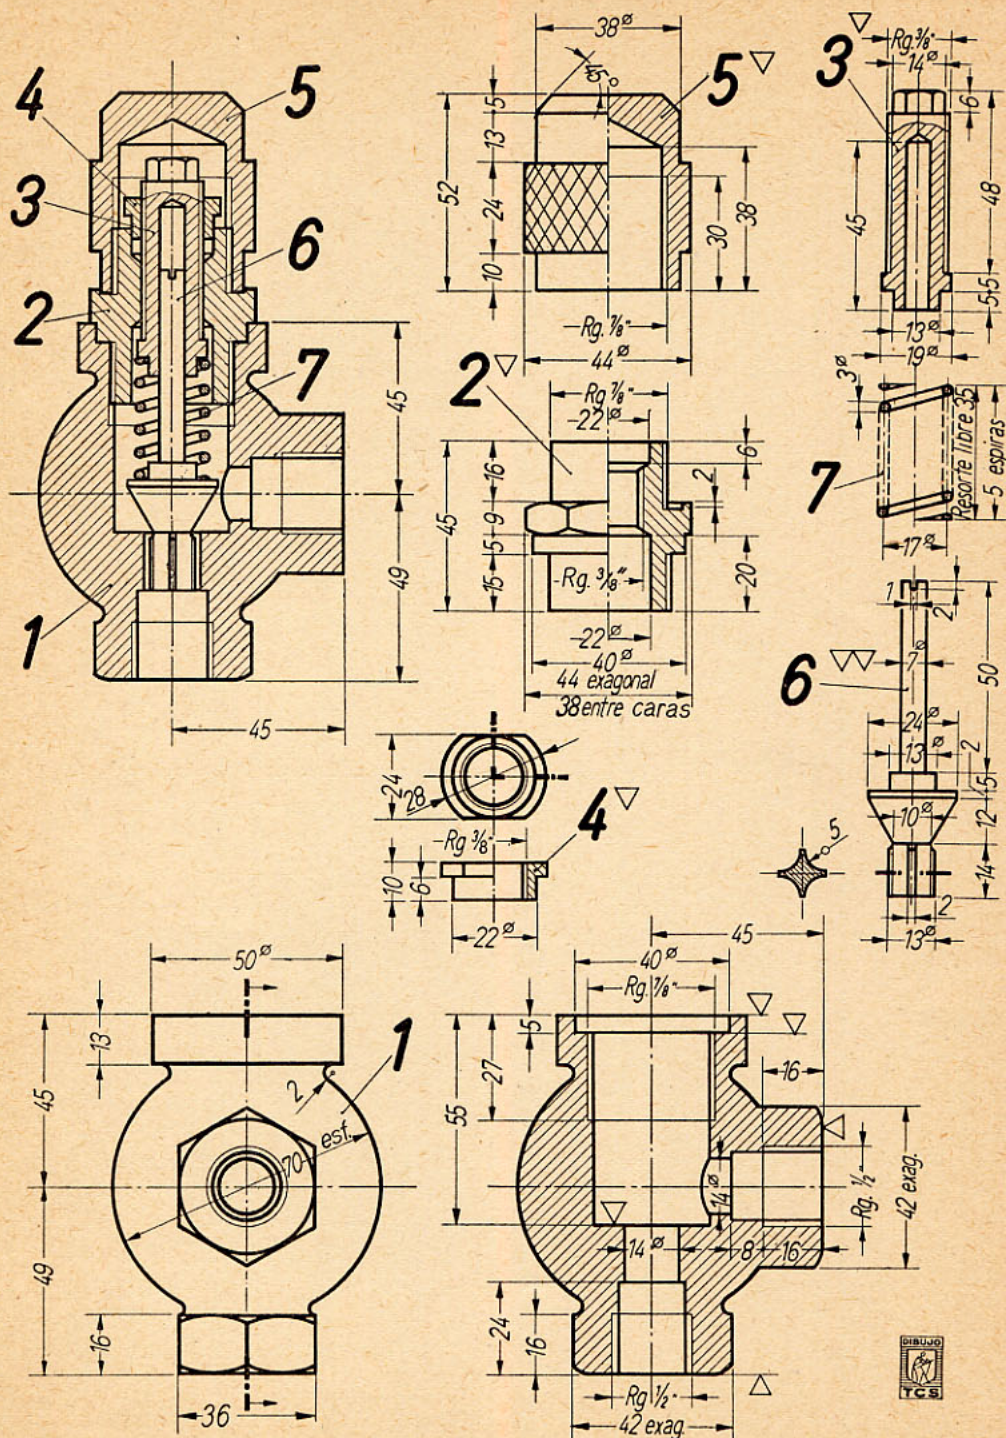 4
5
3
6
2
7
1
45
49
45
38ø
45°
5
5
13
24
10
52
30
38
Rg. 7/8"
44ø
3
Rg. 3/8"
14ø
6
48
45
5
5
13ø
19ø
2
Rg. 7/8"
22ø
6
2
16
9
5
15
45
20
Rg. 3/8"
22ø
40ø
44 exagonal
38 entre caras
3ø
7
Resorte libre 35
5 espiras
17ø
6
1
2
7ø
50
24ø
13ø
2
5
10ø
12
14
5
2
13ø
24
28
4
Rg 3/8"
10
6
22ø
50ø
1
13
45
2
70 esf.
49
16
36
45
40ø
Rg. 7/8"
5
27
55
16
14ø
Rg. 1/2"
42 exag.
14ø
8
16
24
16
Rg 1/2"
42 exag.
DIBUJO
TCS